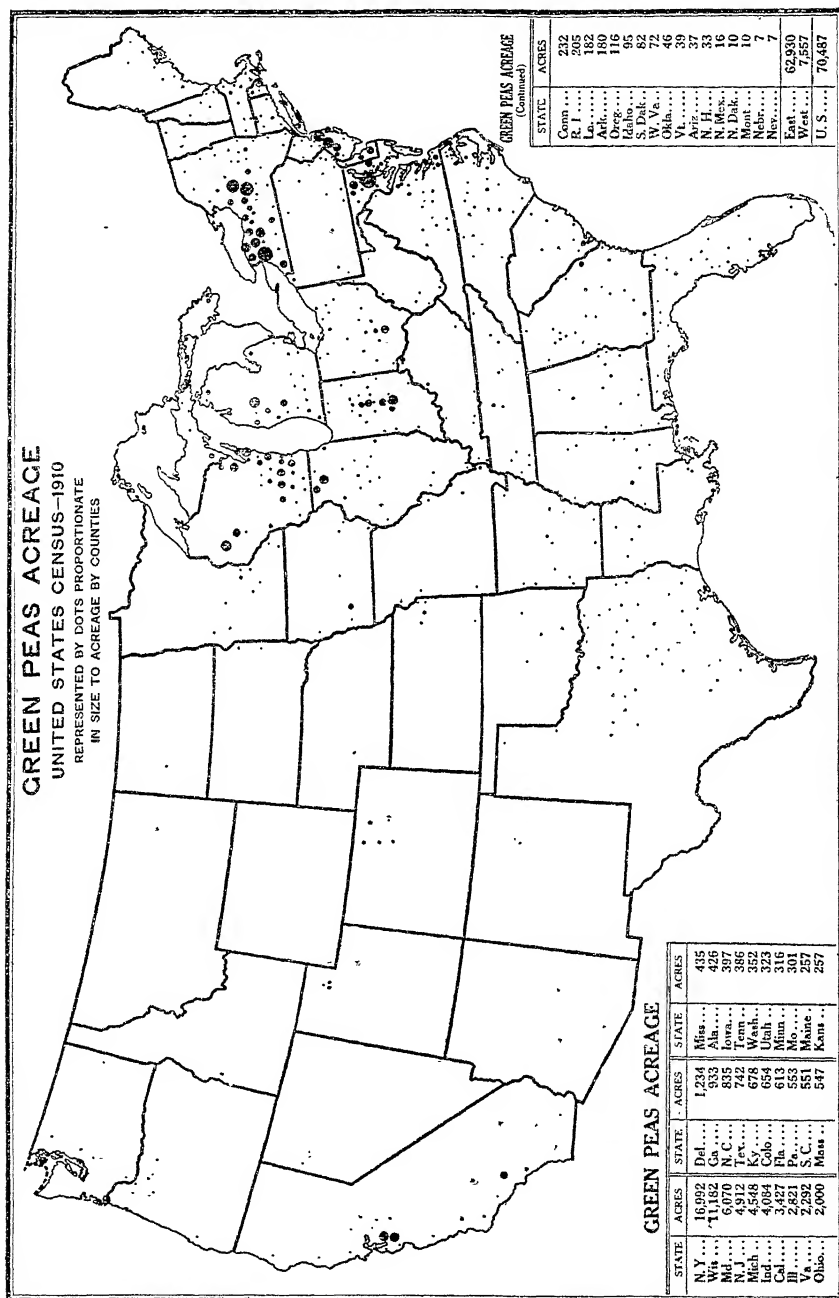 GREEN PEAS ACREAGE
UNITED STATES CENSUS—1910
REPRESENTED BY DOTS PROPORTIONATE
IN SIZE TO ACREAGE BY COUNTIES
GREEN PEAS ACREAGE
STATE ACRES STATE ACRES STATE ACRES
N.Y... 16,992 Del..... 1,234 Miss.... 435
Wis... 11,182 Ga..... 933 Ala..... 426
Md.... 6,070 N.C.... 835 Iowa.... 397
N.J... 4,912 Tex.... 742 Tenn... 386
Mich... 4,548 Ky..... 678 Wash... 352
Ind.... 4,084 Colo.... 654 Utah.... 323
Cal.... 3,427 Fla..... 613 Minn... 316
Ill..... 2,821 Pa..... 553 Mo..... 301
Va..... 2,292 S.C..... 551 Maine.. 257
Ohio... 2,000 Mass... 547 Kans... 257
GREEN PEAS ACREAGE
(Continued)
STATE ACRES
Conn.... 232
R.I..... 205
La...... 182
Ark..... 180
Oreg.... 116
Idaho... 95
S. Dak.. 82
W. Va... 72
Okla.... 46
Vt...... 39
Ariz.... 37
N. H.... 33
N. Mex.. 16
N. Dak.. 10
Mont.... 10
Nebr.... 7
Nev..... 7
East.... 62,930
West... 7,557
U. S.... 70,487